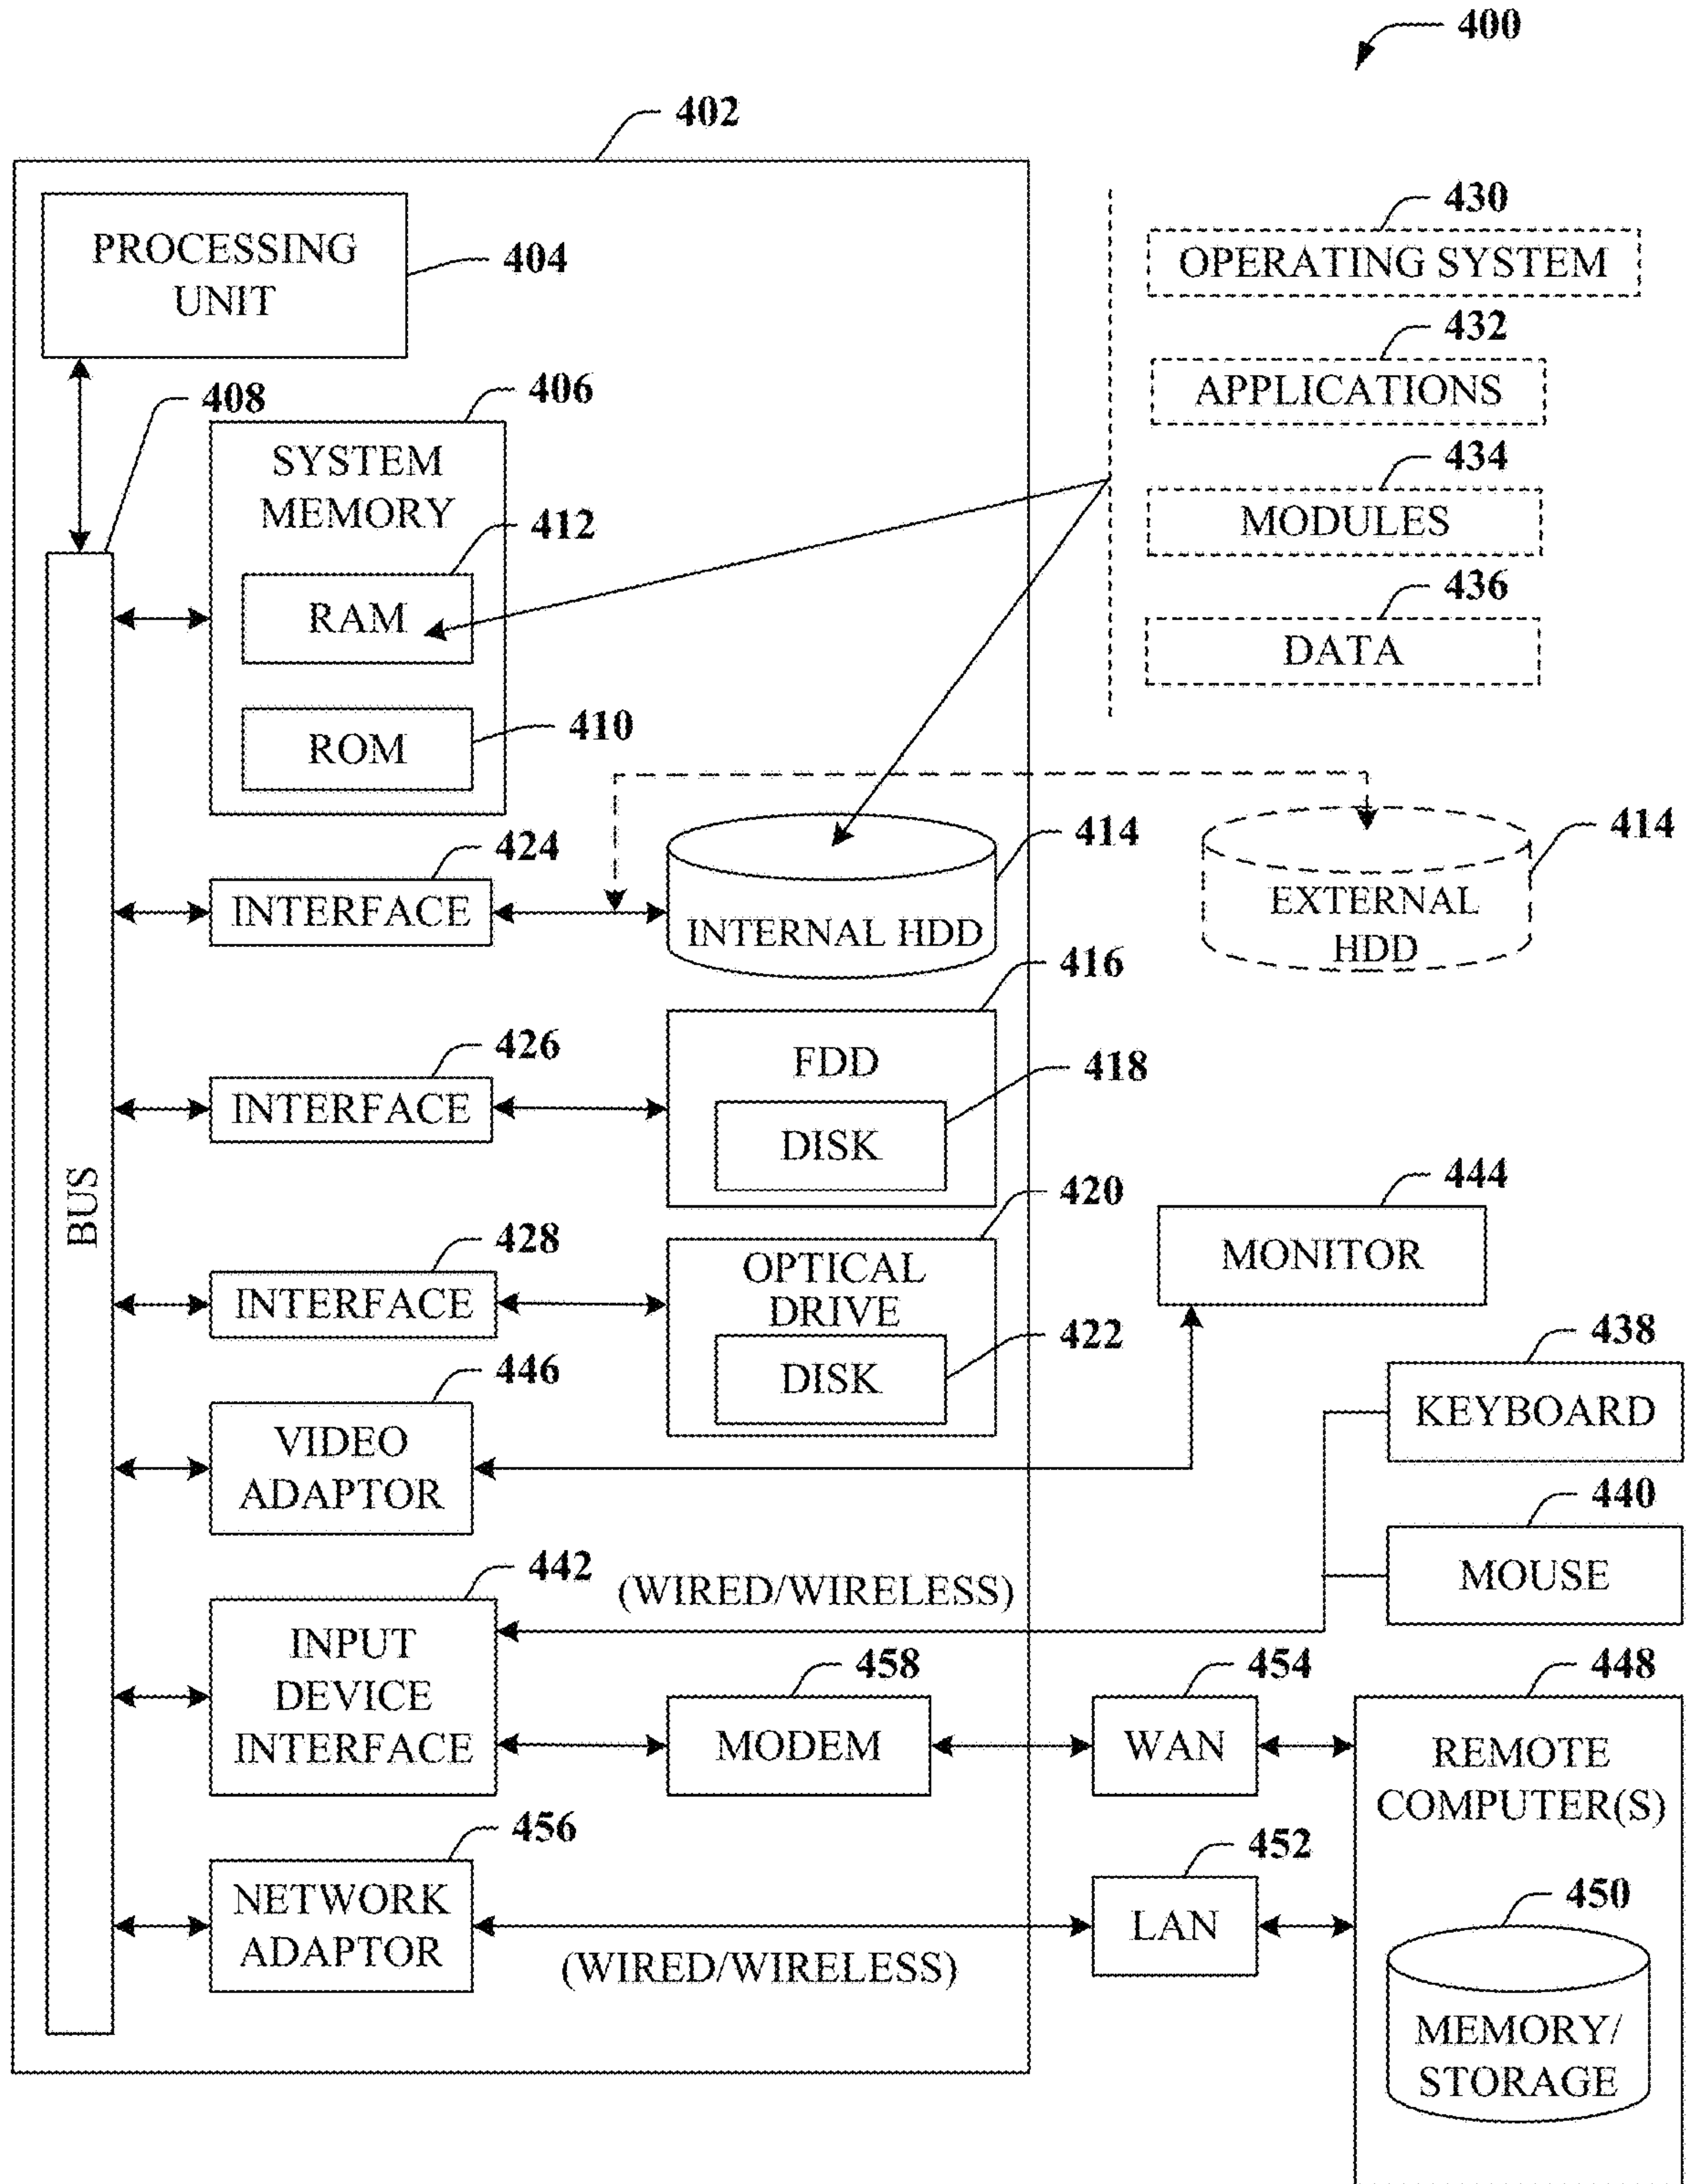 400
402
PROCESSING
UNIT
404
430
OPERATING SYSTEM
432
APPLICATIONS
434
MODULES
436
DATA
408
406
SYSTEM
MEMORY
412
RAM
410
ROM
424
INTERFACE
414
INTERNAL HDD
414
EXTERNAL
HDD
426
INTERFACE
416
FDD
418
DISK
BUS
428
INTERFACE
420
OPTICAL
DRIVE
422
DISK
444
MONITOR
446
VIDEO
ADAPTOR
438
KEYBOARD
440
MOUSE
442
INPUT
DEVICE
INTERFACE
(WIRED/WIRELESS)
458
MODEM
454
WAN
448
REMOTE
COMPUTER(S)
456
NETWORK
ADAPTOR
(WIRED/WIRELESS)
452
LAN
450
MEMORY/
STORAGE